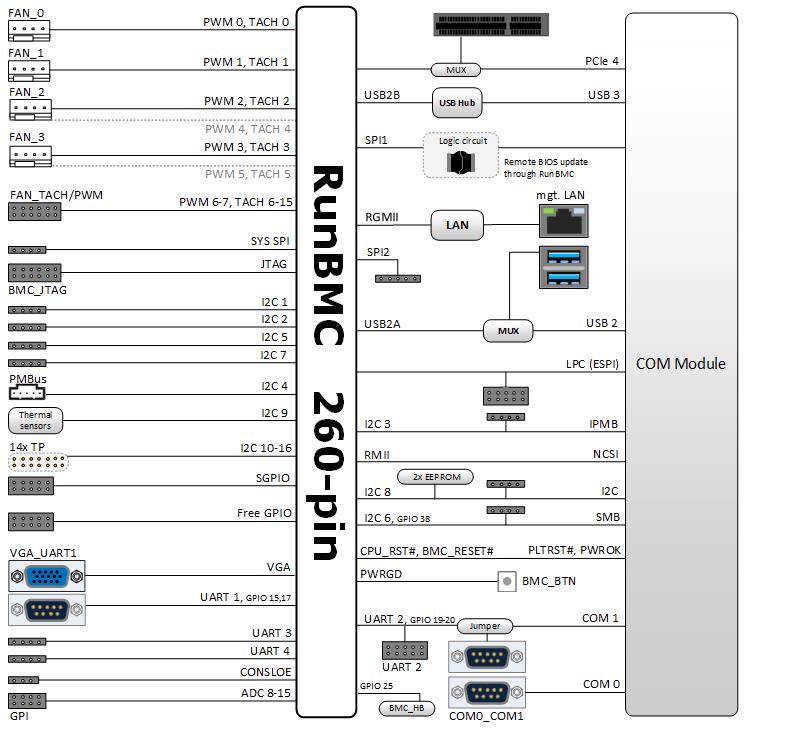 FAN_0
PWM 0, TACH 0
FAN_1
PWM 1, TACH 1
FAN_2
PWM 2, TACH 2
PWM 4, TACH 4
FAN_3
PWM 3, TACH 3
PWM 5, TACH 5
FAN_TACH/PWM
PWM 6-7, TACH 6-15
SYS SPI
JTAG
BMC_JTAG
I2C 1
I2C 2
I2C 5
I2C 7
PMBus
I2C 4
Thermal
sensors
I2C 9
14x TP
I2C 10-16
SGPIO
Free GPIO
VGA_UART1
VGA
UART 1, GPIO 15,17
UART 3
UART 4
CONSLOE
ADC 8-15
GPI
RunBMC 260-pin
MUX
PCIe 4
USB2B
USB Hub
USB 3
SPI1
Logic circuit
Remote BIOS update
through RunBMC
mgt. LAN
RGMII
LAN
SPI2
USB2A
MUX
USB 2
LPC (ESPI)
COM Module
I2C 3
IPMB
RMII
NCSI
2x EEPROM
I2C 8
I2C
I2C 6, GPIO 38
SMB
CPU_RST#, BMC_RESET#
PLTRST#, PWROK
PWRGD
BMC_BTN
UART 2, GPIO 19-20
Jumper
COM 1
UART 2
GPIO 25
COM 0
BMC_HB
COM0_COM1